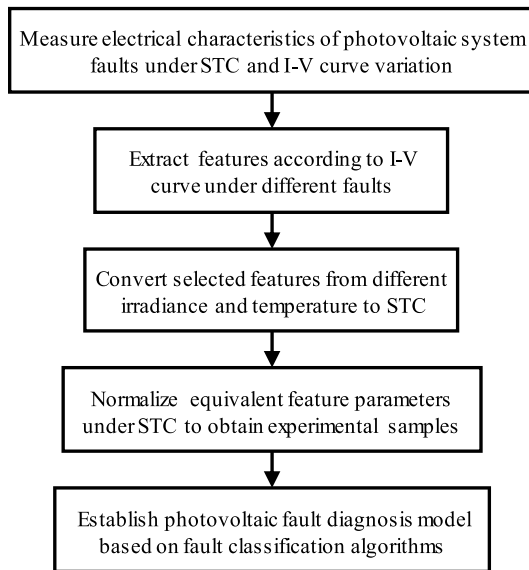 Measure electrical characteristics of photovoltaic system
faults under STC and I-V curve variation
Extract features according to I-V
curve under different faults
Convert selected features from different
irradiance and temperature to STC
Normalize equivalent feature parameters
under STC to obtain experimental samples
Establish photovoltaic fault diagnosis model
based on fault classification algorithms